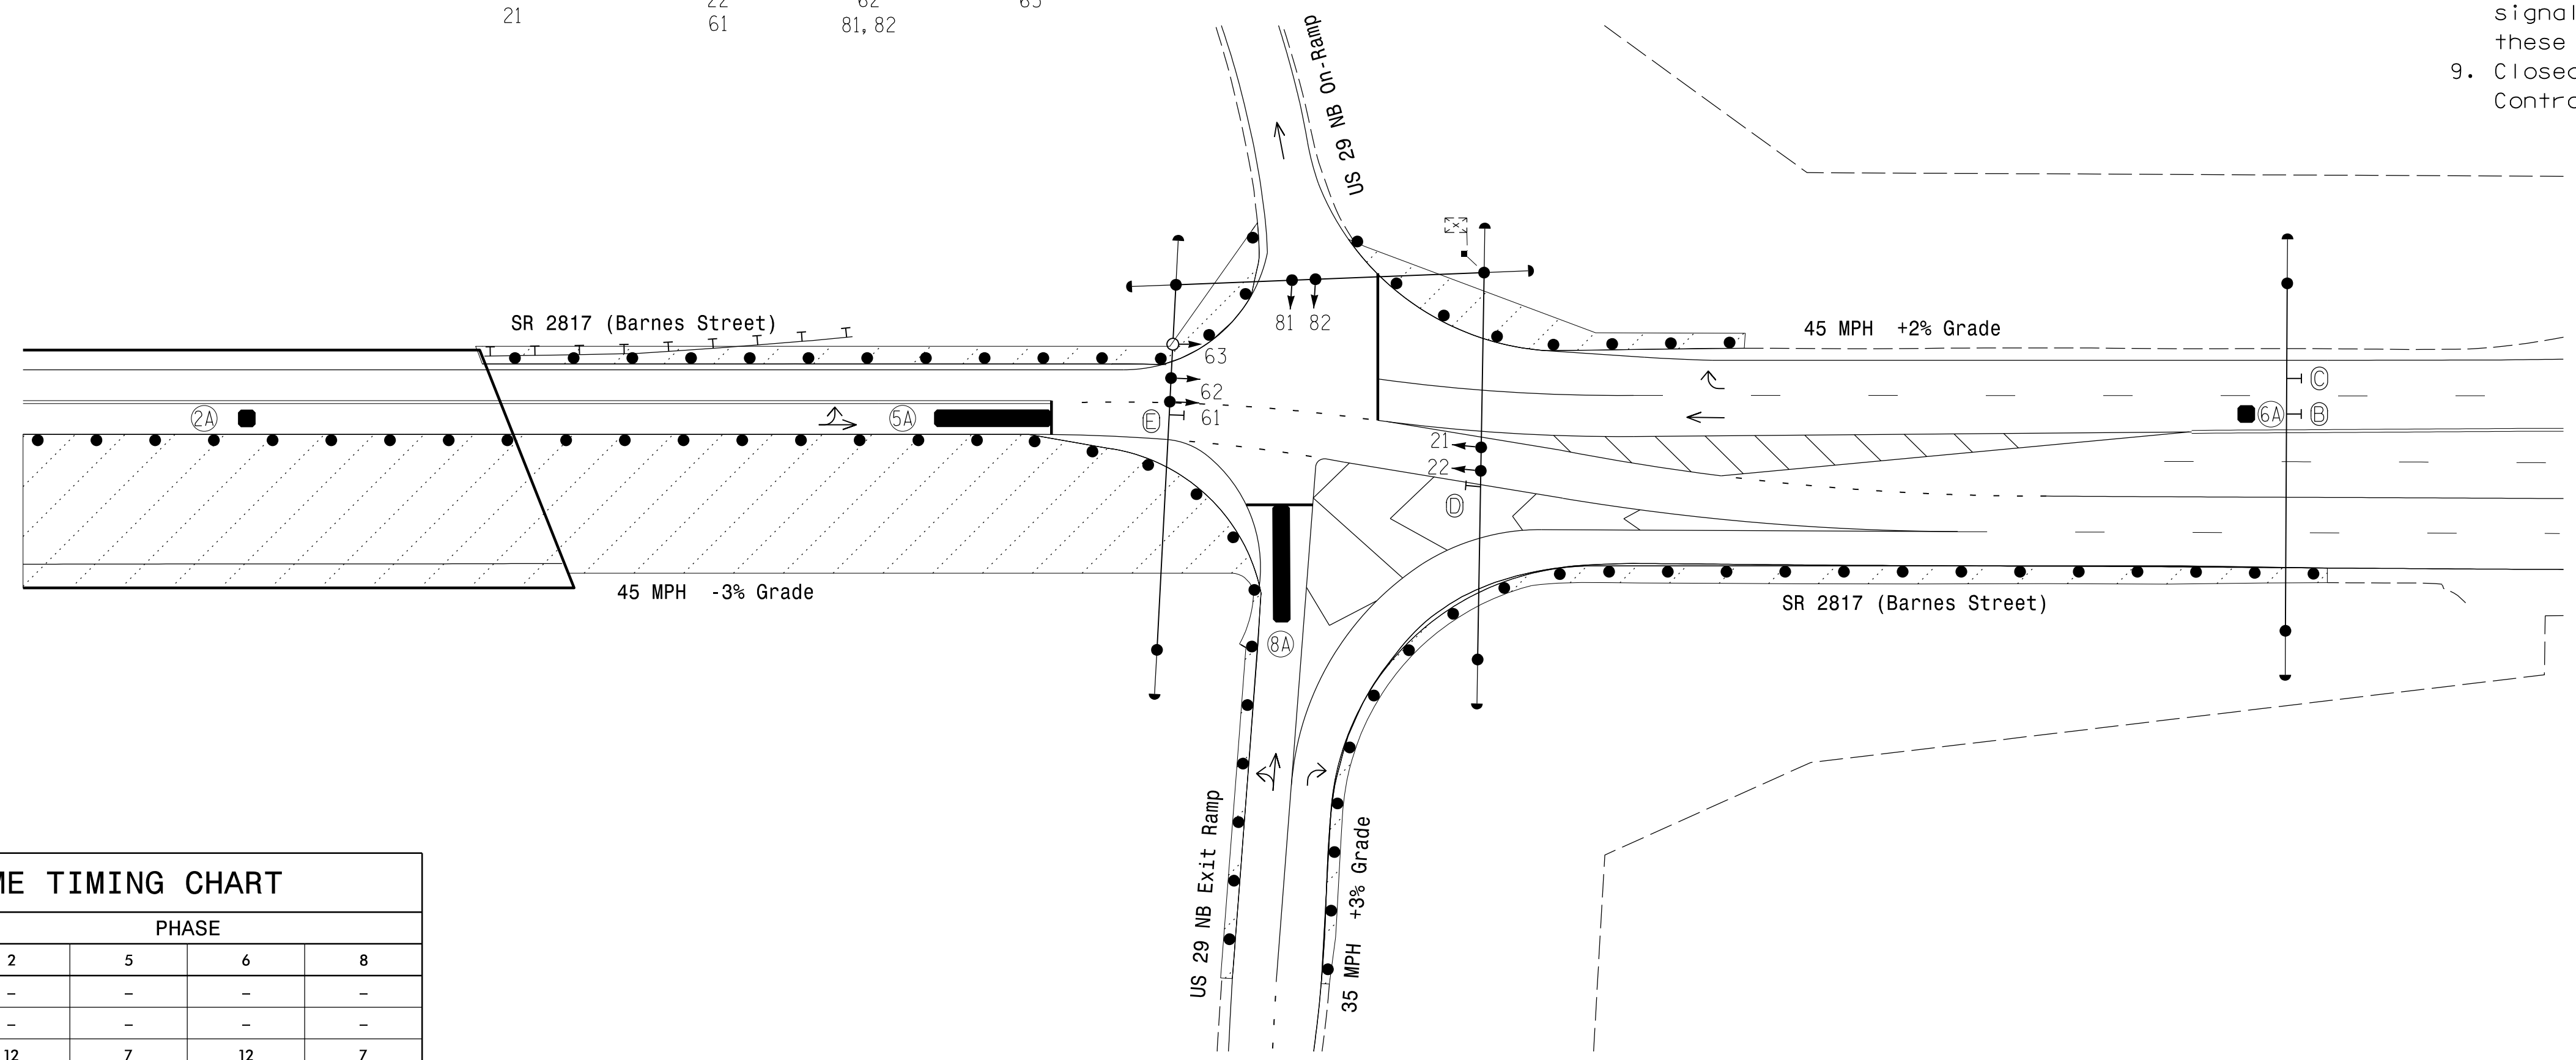 22 62 63
21 61 81, 82
signal
these
9. Closed
Contro
US 29 NB On-Ramp
SR 2817 (Barnes Street)
81 82
45 MPH +2% Grade
63
62
61
E
C
B
6A
2A
5A
21
22
D
45 MPH -3% Grade
SR 2817 (Barnes Street)
8A
US 29 NB Exit Ramp
35 MPH +3% Grade
ME TIMING CHART
PHASE
2 5 6 8
- - - -
- - - -
12 7 12 7